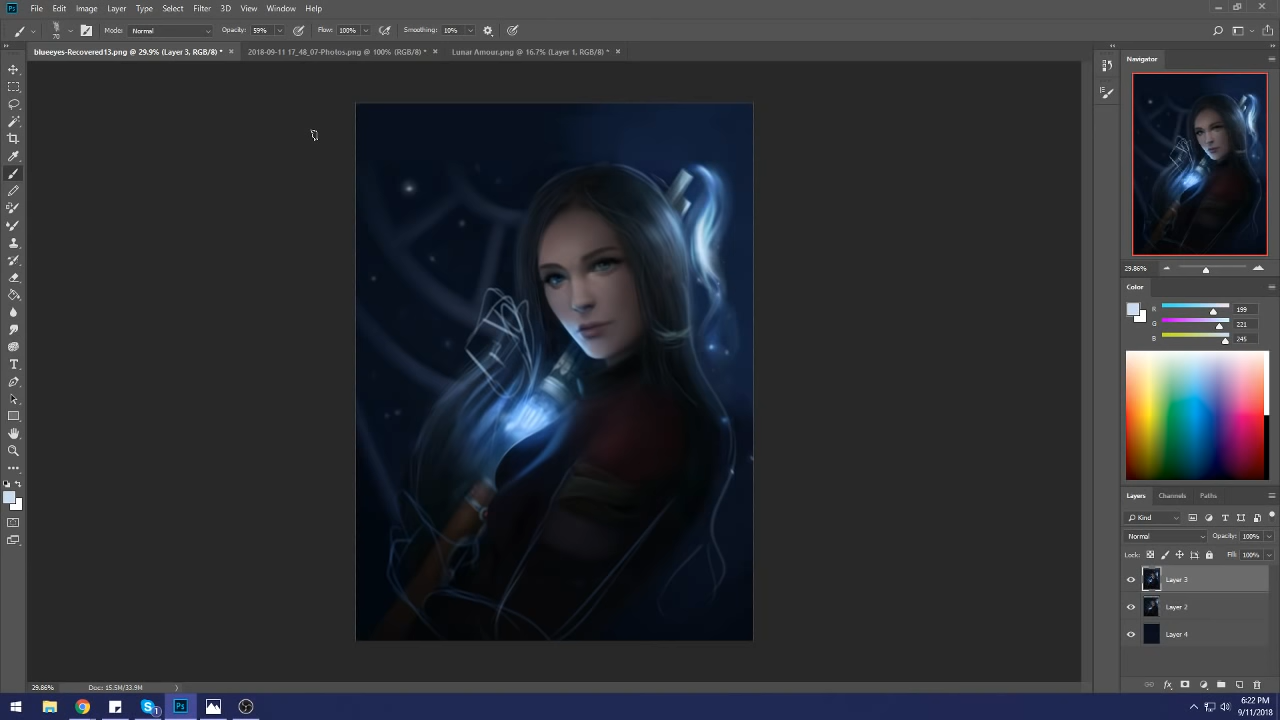 Ps File Edit Image Layer Type Select Filter 3D View Window Help
70 Mode: Normal Opacity: 59% Flow: 100% Smoothing: 10%
blueeyes-Recovered13.png @ 29.9% (Layer 3, RGB/8) * × 2018-09-11 17_48_07-Photos.png @ 100% (RGB/8) * × Lunar Amour.png @ 16.7% (Layer 1, RGB/8) * ×
Navigator
29.86%
Color
R 199
G 221
B 245
Layers Channels Paths
Kind
Normal Opacity: 100%
Lock: Fill: 100%
Layer 3
Layer 2
Layer 4
29.86% Doc: 15.5M/33.9M
Ps
6:22 PM
9/11/2018